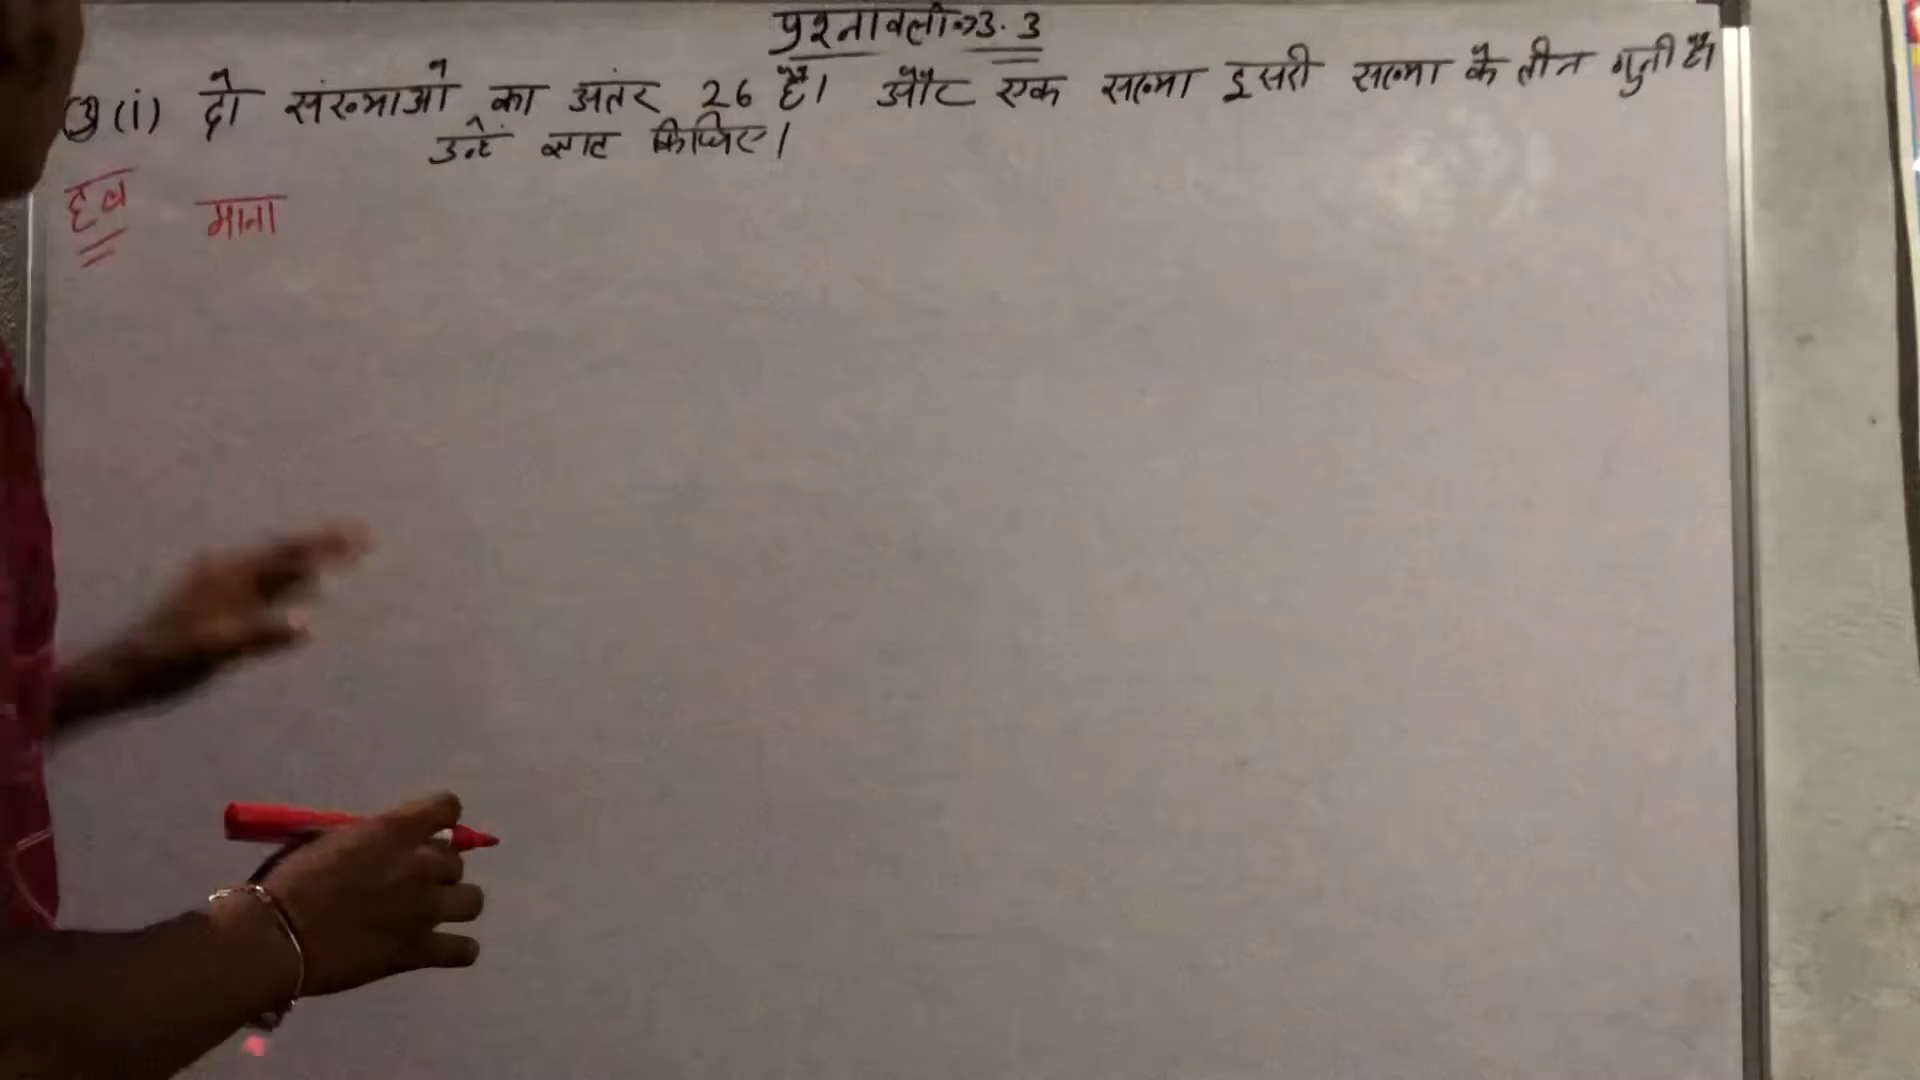 प्रश्नावली→3.3
Q (i) दो संख्याओं का अंतर 26 है। और एक संख्या दुसरी संख्या के तीन गुनी है।
उन्हें ज्ञात किजिए।
हल माना